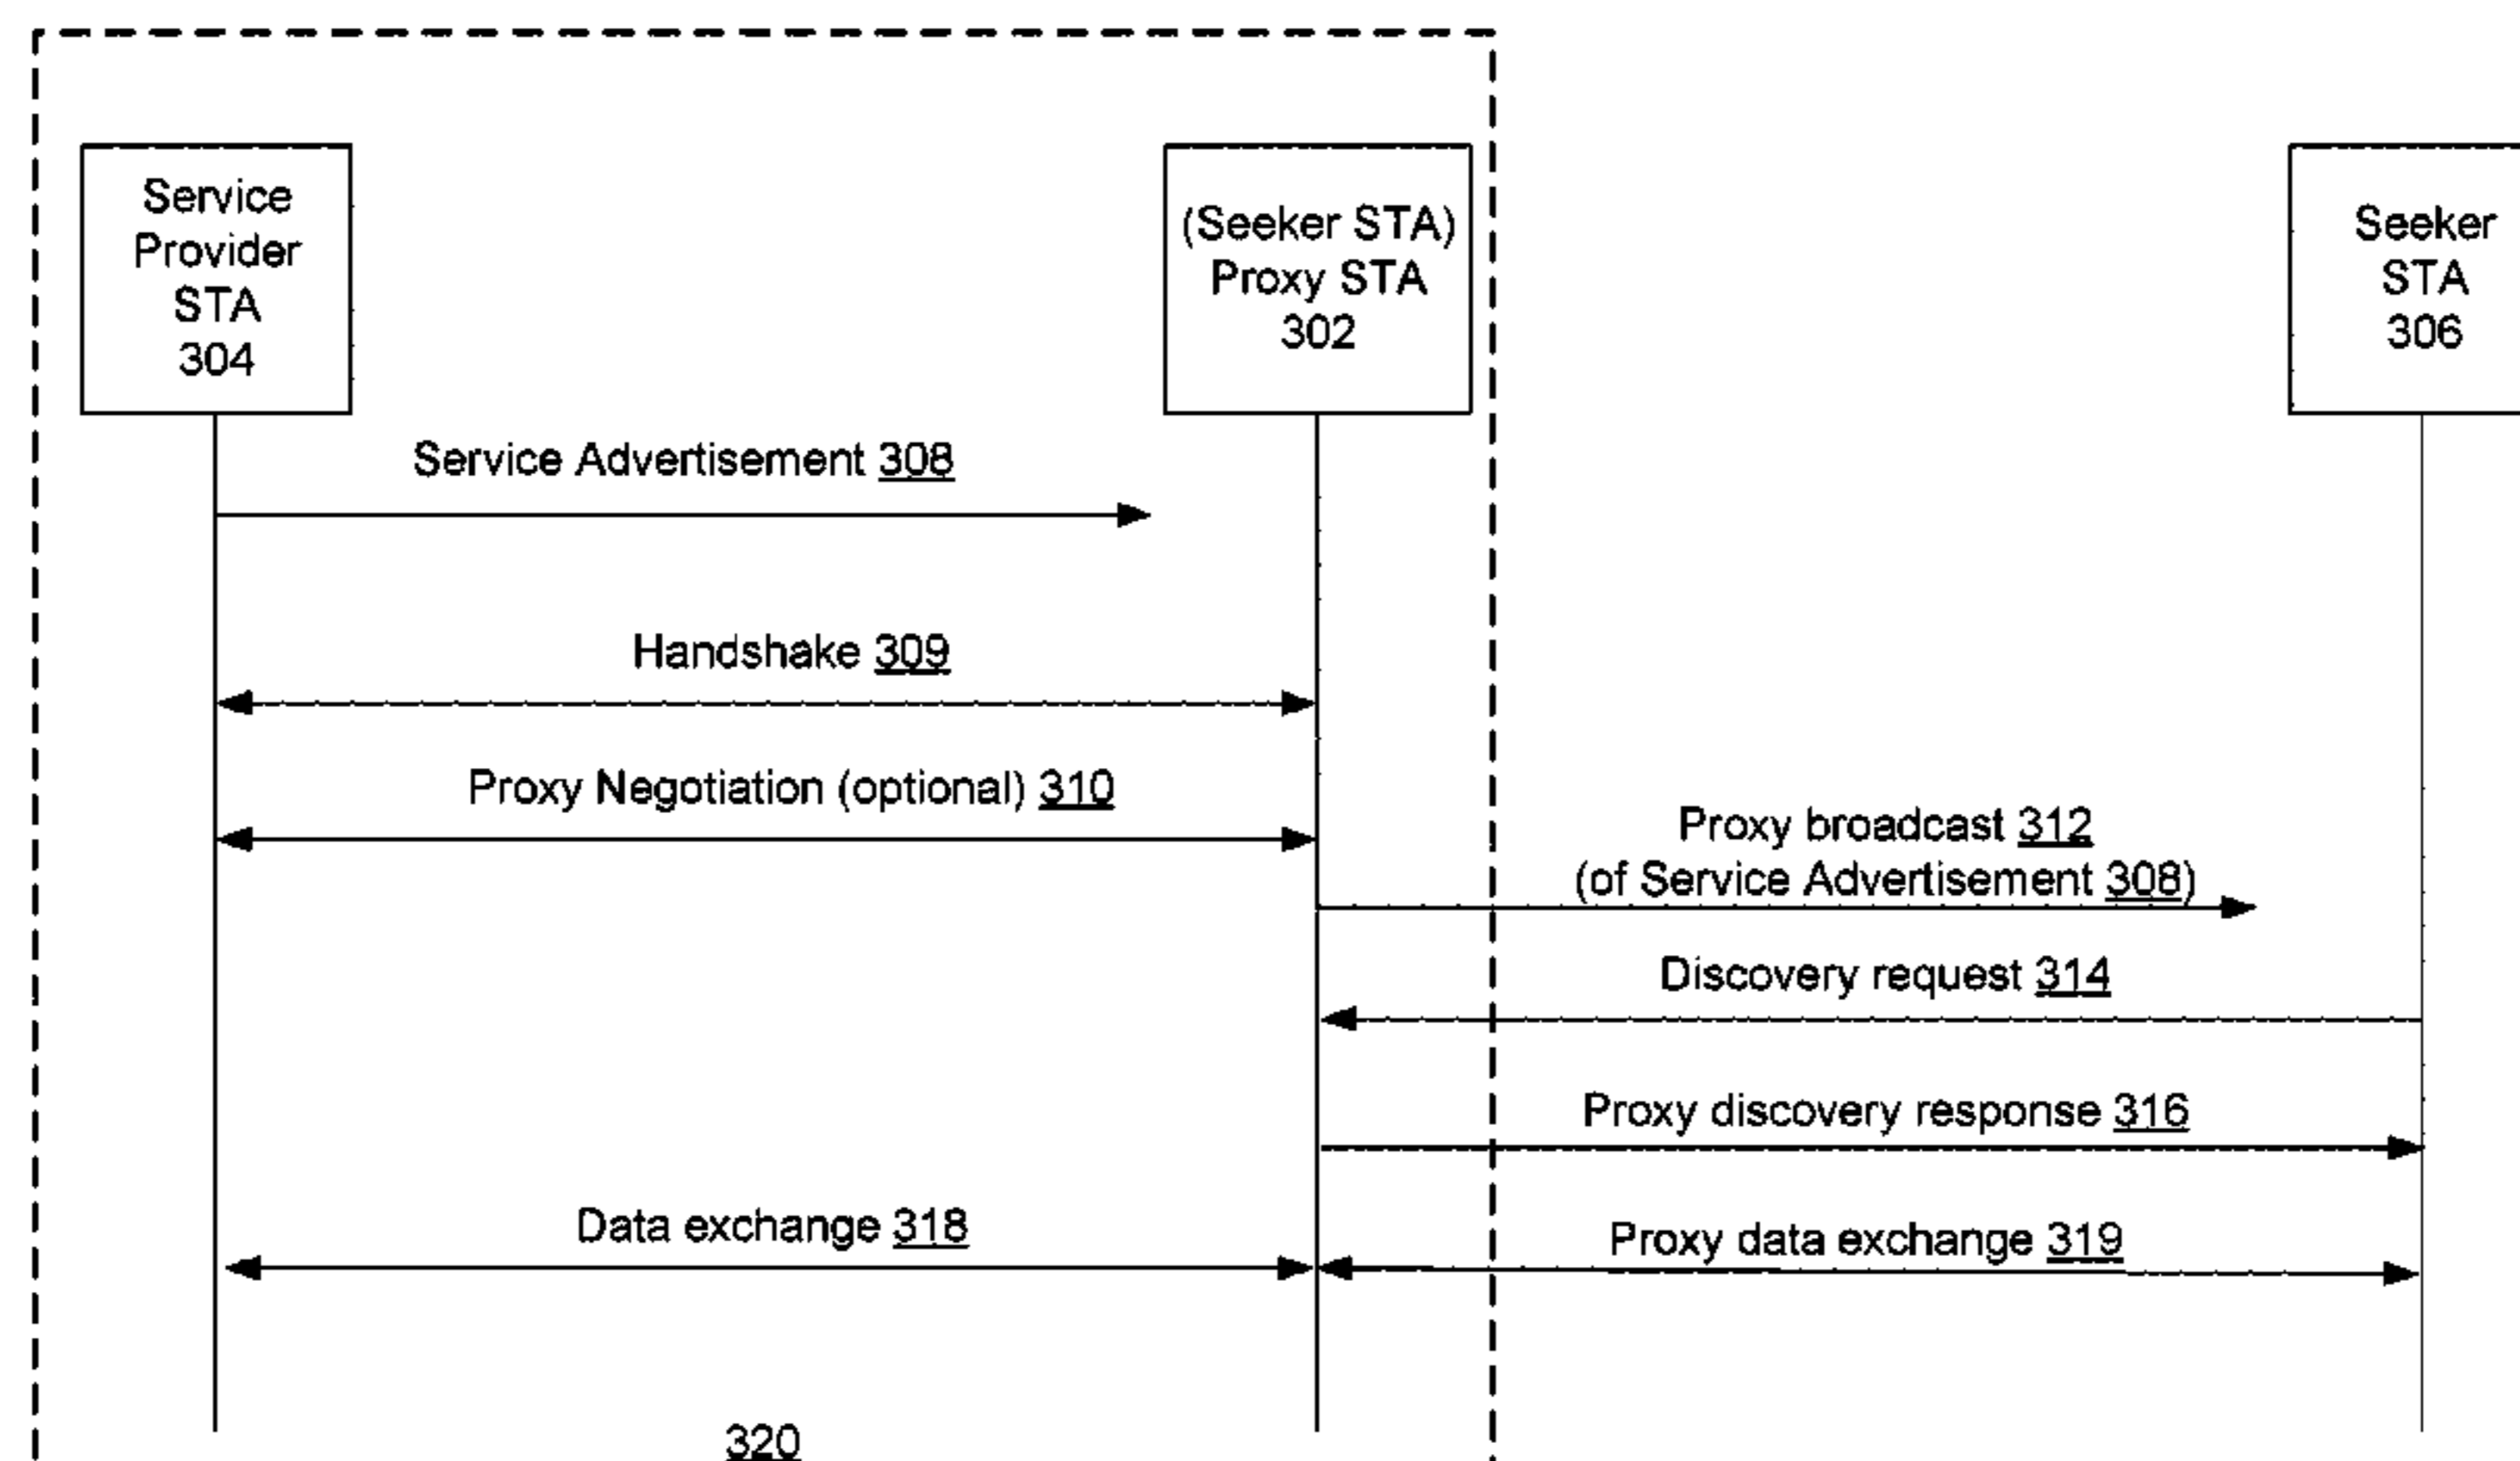 Service
Provider
STA
304
(Seeker STA)
Proxy STA
302
Seeker
STA
306
Service Advertisement 308
Handshake 309
Proxy Negotiation (optional) 310
Proxy broadcast 312
(of Service Advertisement 308)
Discovery request 314
Proxy discovery response 316
Data exchange 318
Proxy data exchange 319
320